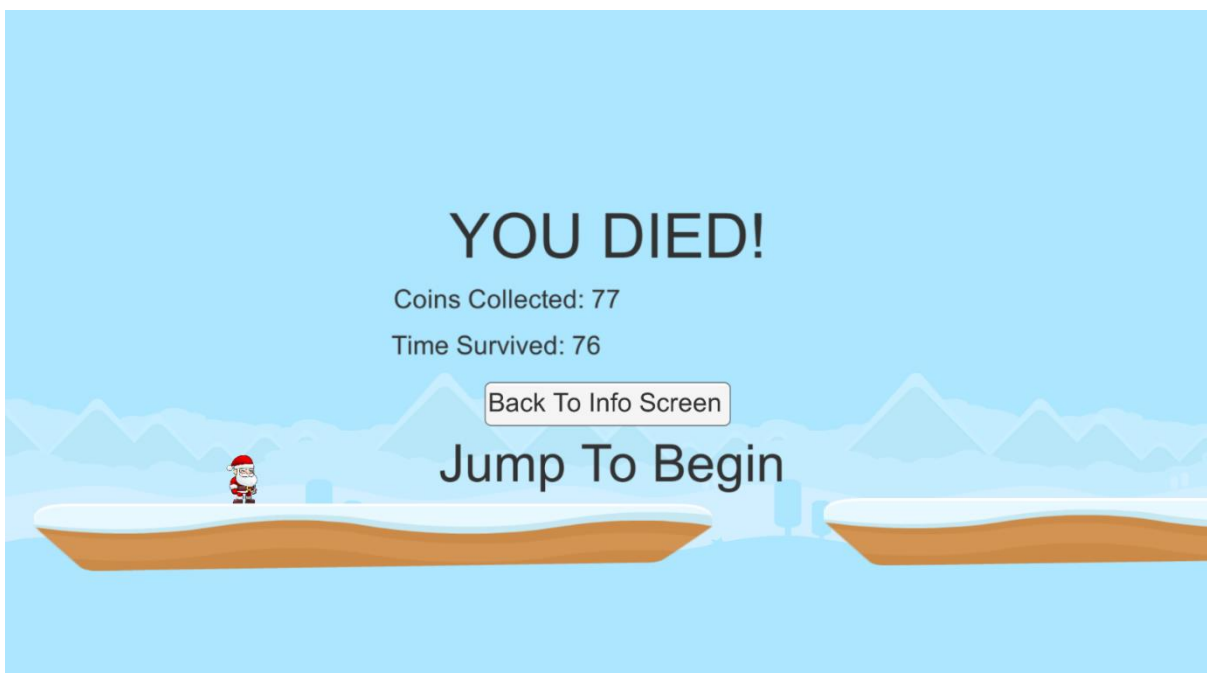 YOU DIED!
Coins Collected: 77
Time Survived: 76
Back To Info Screen
Jump To Begin